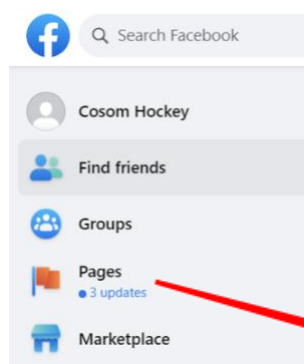 Search Facebook
Cosom Hockey
Find friends
Groups
Pages
3 updates
Marketplace